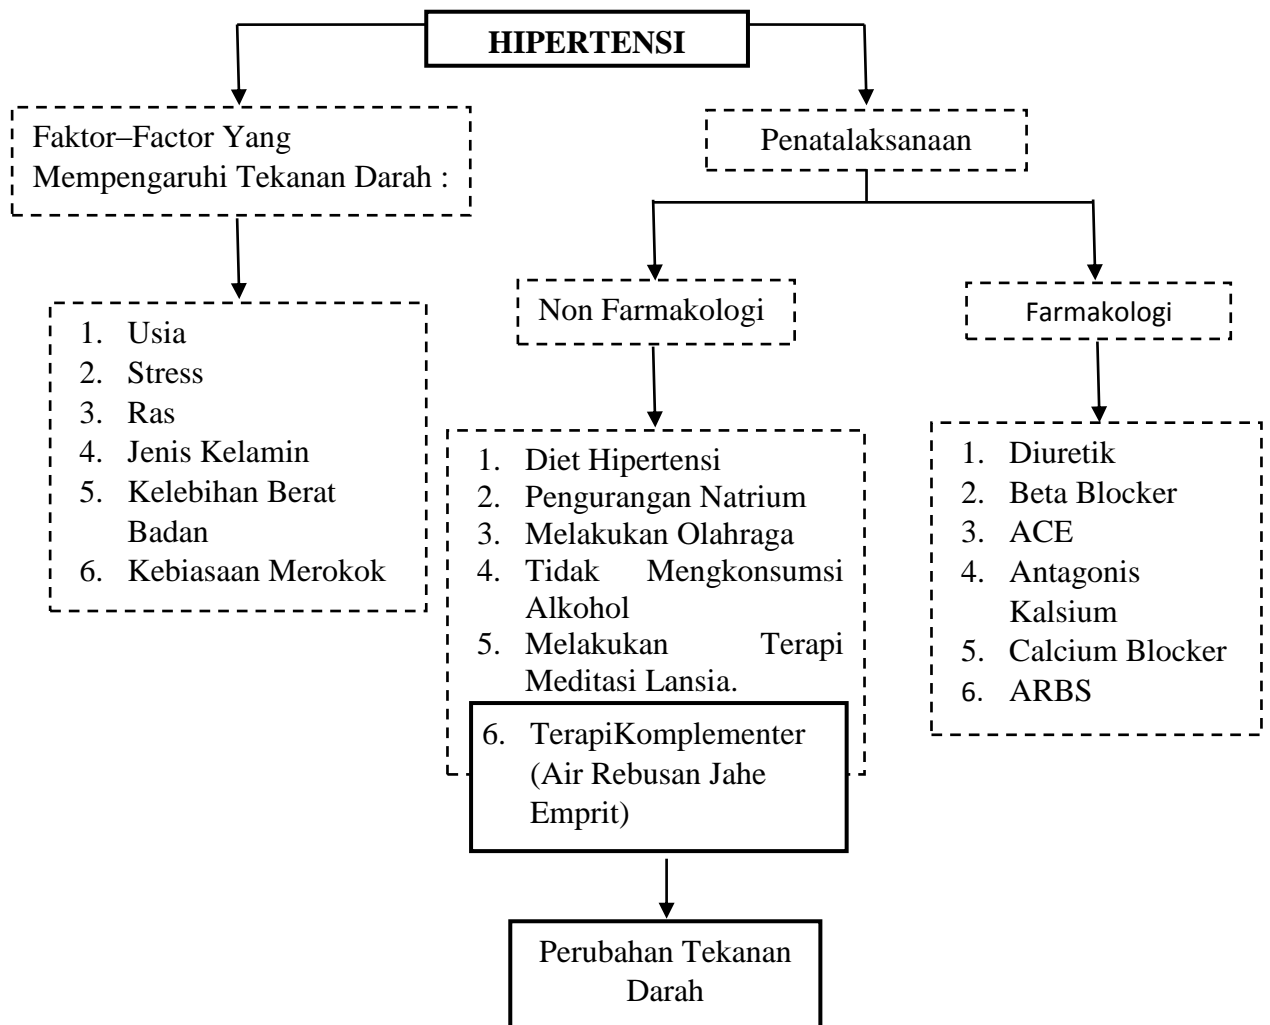 HIPERTENSI
Faktor–Factor Yang
Mempengaruhi Tekanan Darah :
1. Usia
2. Stress
3. Ras
4. Jenis Kelamin
5. Kelebihan Berat
Badan
6. Kebiasaan Merokok
Penatalaksanaan
Non Farmakologi
1. Diet Hipertensi
2. Pengurangan Natrium
3. Melakukan Olahraga
4. Tidak Mengkonsumsi
Alkohol
5. Melakukan Terapi
Meditasi Lansia.
6. TerapiKomplementer
(Air Rebusan Jahe
Emprit)
Perubahan Tekanan
Darah
Farmakologi
1. Diuretik
2. Beta Blocker
3. ACE
4. Antagonis
Kalsium
5. Calcium Blocker
6. ARBS